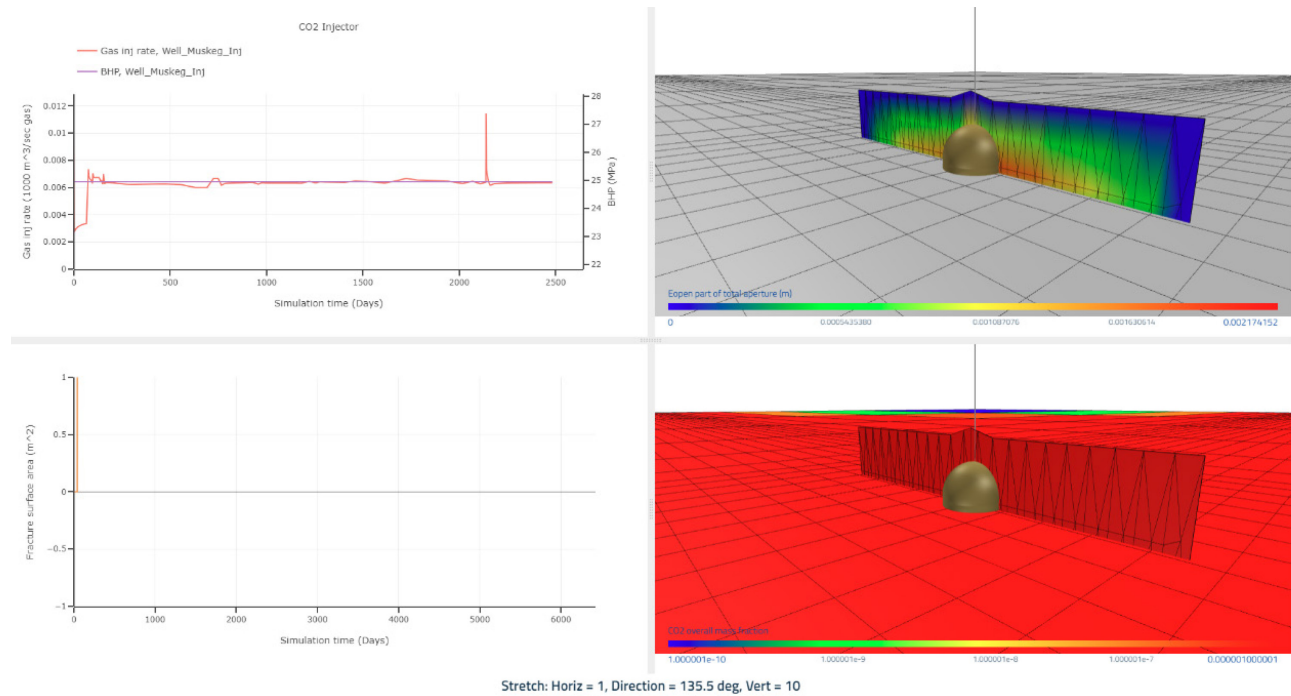 CO2 Injector
Gas inj rate, Well_Muskeg_Inj
BHP, Well_Muskeg_Inj
0.012
0.01
0.008
0.006
0.004
0.002
0
Gas inj rate (1000 m^3/sec gas)
28
27
26
25
24
23
22
BHP (MPa)
0
500
1000
1500
2000
2500
Simulation time (Days)
Eopen part of total aperture (m)
0
0.0005435380
0.001087076
0.001630614
0.002174152
1
0.5
0
−0.5
−1
Fracture surface area (m^2)
0
1000
2000
3000
4000
5000
6000
Simulation time (Days)
CO2 overall mass fraction
1.000001e-10
1.000001e-9
1.000001e-8
1.000001e-7
0.000001000001
Stretch: Horiz = 1, Direction = 135.5 deg, Vert = 10